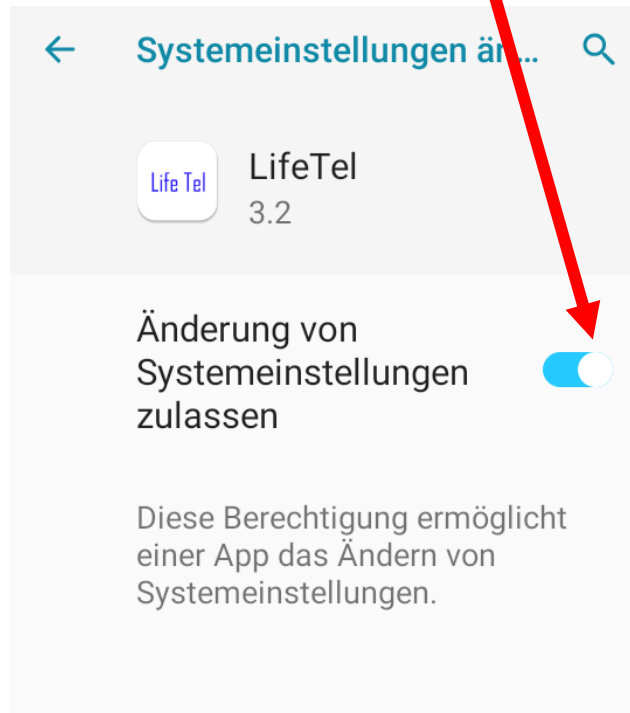 Systemeinstellungen än...
Life Tel
LifeTel
3.2
Änderung von
Systemeinstellungen
zulassen
Diese Berechtigung ermöglicht
einer App das Ändern von
Systemeinstellungen.